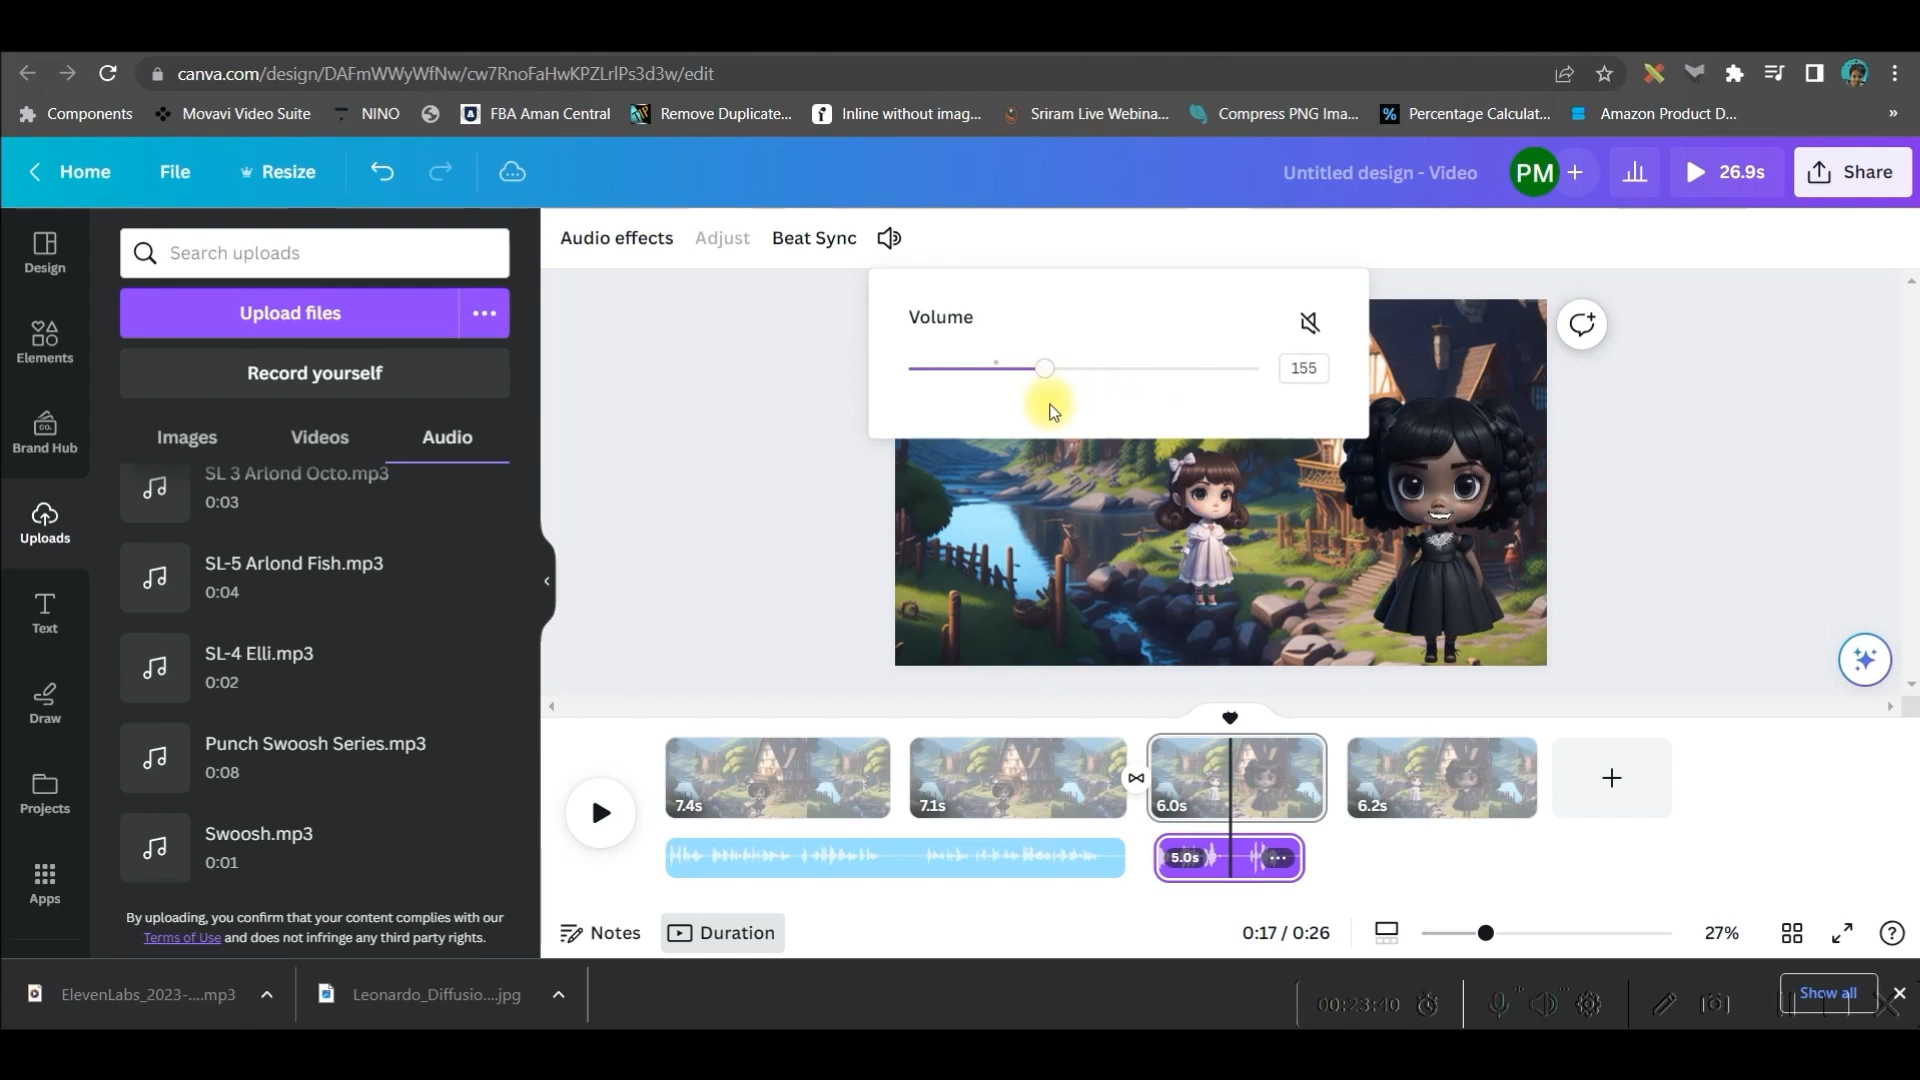 canva.com/design/DAFmWWyWfNw/cw7RnoFaHwKPZLrlPs3d3w/edit
Components
Movavi Video Suite
NINO
FBA Aman Central
Remove Duplicate...
Inline without imag...
Sriram Live Webina...
Compress PNG Ima...
Percentage Calculat...
Amazon Product D...
»
Home
File
Resize
Untitled design - Video
PM
+
26.9s
Share
Design
Elements
Brand Hub
Uploads
Text
Draw
Projects
Apps
Search uploads
Upload files
Record yourself
Images
Videos
Audio
SL 3 Arlond Octo.mp3
0:03
SL-5 Arlond Fish.mp3
0:04
SL-4 Elli.mp3
0:02
Punch Swoosh Series.mp3
0:08
Swoosh.mp3
0:01
By uploading, you confirm that your content complies with our
Terms of Use and does not infringe any third party rights.
Audio effects
Adjust
Beat Sync
Volume
155
7.4s
7.1s
6.0s
6.2s
5.0s
Notes
Duration
0:17 / 0:26
27%
ElevenLabs_2023-....mp3
Leonardo_Diffusio....jpg
00:23:40
Show all